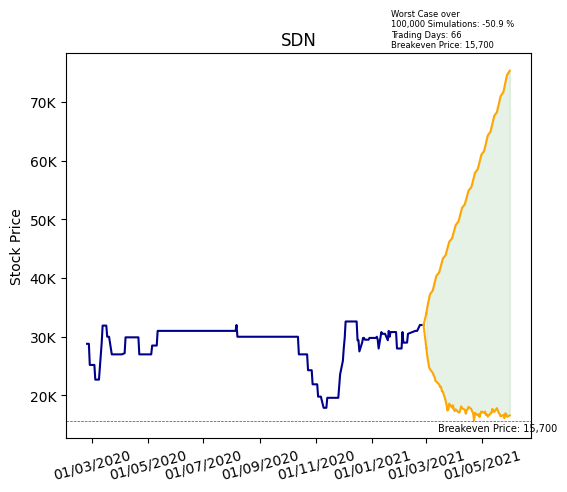 Worst Case over
100,000 Simulations: -50.9 %
Trading Days: 66
Breakeven Price: 15,700
SDN
Stock Price
70K
60K
50K
40K
30K
20K
Breakeven Price: 15,700
01/03/2020
01/05/2020
01/07/2020
01/09/2020
01/11/2020
01/01/2021
01/03/2021
01/05/2021